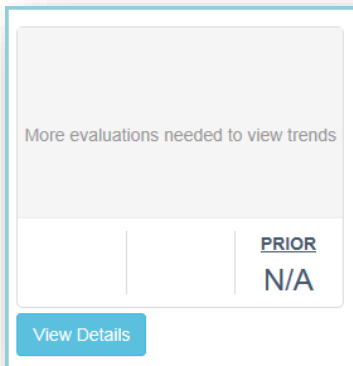 More evaluations needed to view trends
PRIOR
N/A
View Details